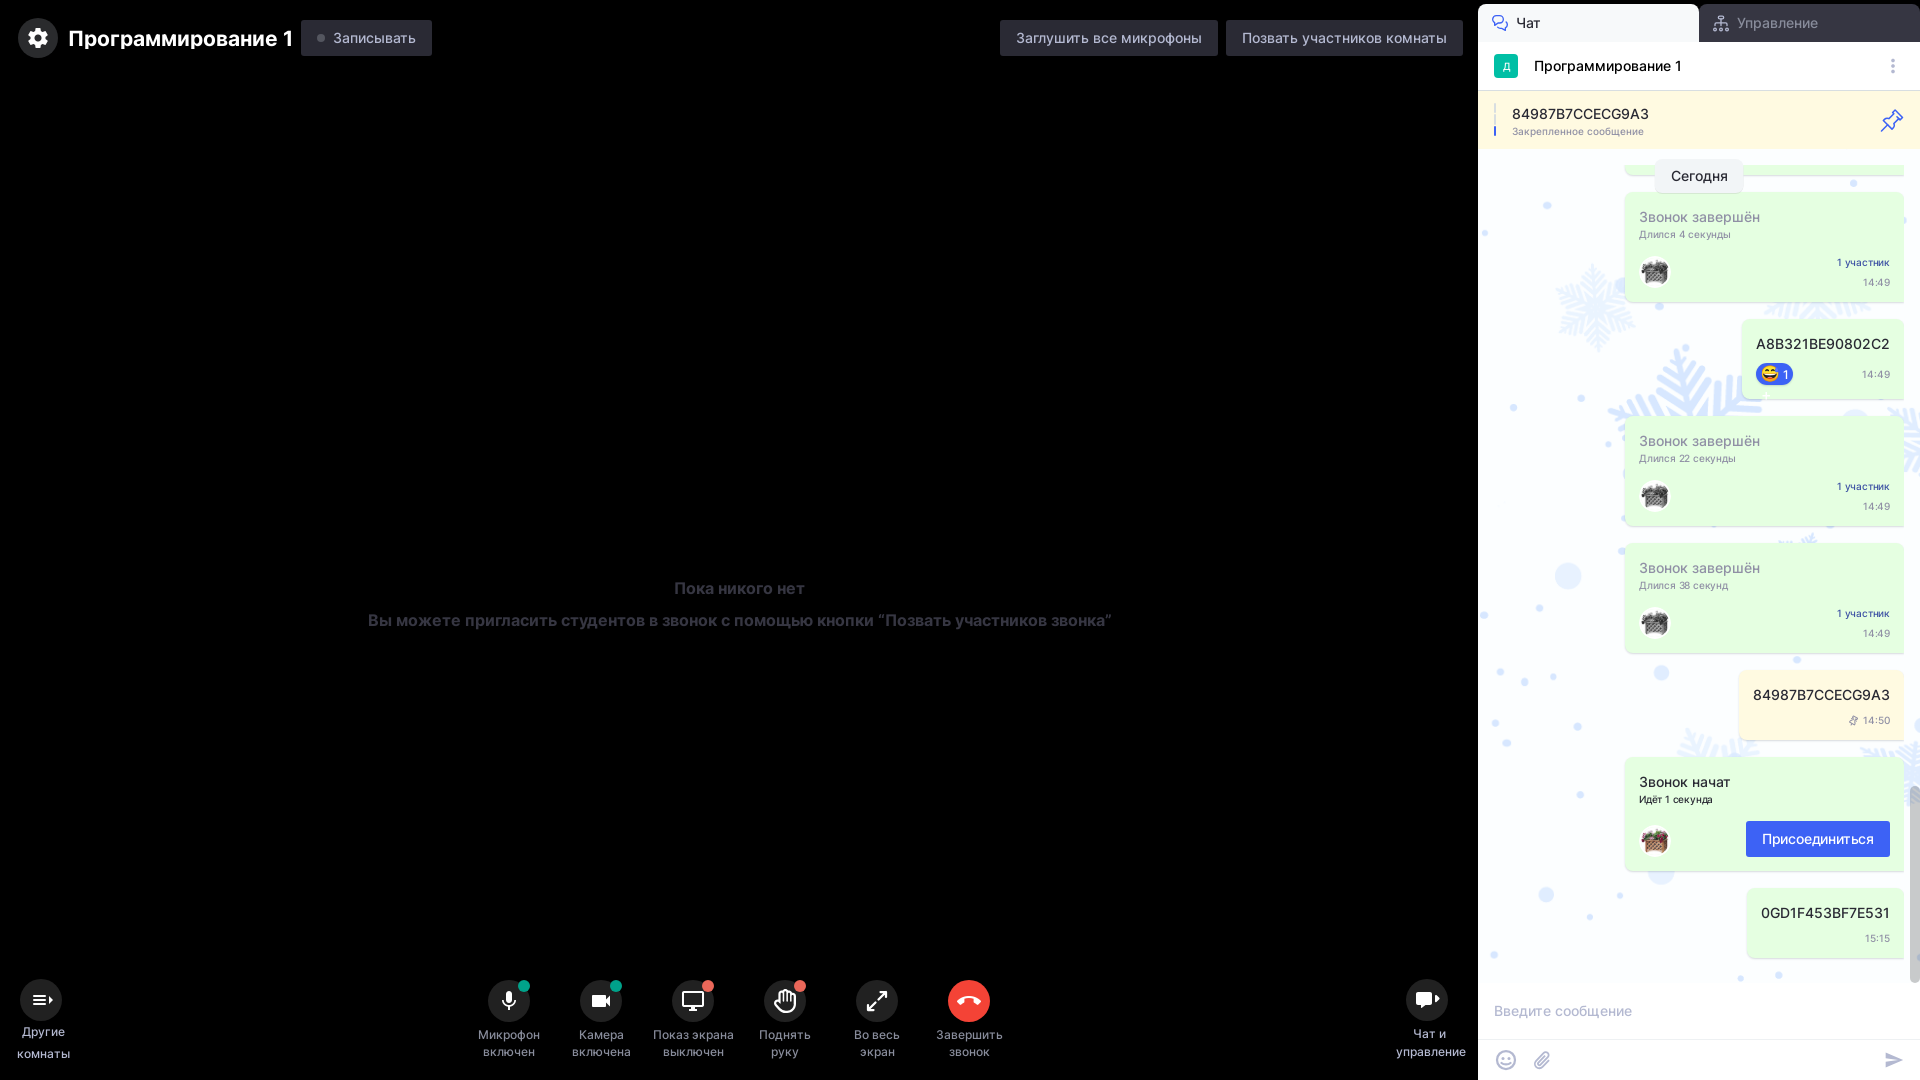 Программирование 1
Записывать
Заглушить все микрофоны
Позвать участников комнаты
Пока никого нет
Вы можете пригласить студентов в звонок с помощью кнопки “Позвать участников звонка”
Другие
комнаты
Микрофон
включен
Камера
включена
Показ экрана
выключен
Поднять
руку
Во весь
экран
Завершить
звонок
Чат и
управление
Чат
Управление
Д
Программирование 1
84987B7CCECG9A3
Закрепленное сообщение
Сегодня
Звонок завершён
Длился 4 секунды
1 участник
14:49
A8B321BE90802C2
1
14:49
Звонок завершён
Длился 22 секунды
1 участник
14:49
Звонок завершён
Длился 38 секунд
1 участник
14:49
84987B7CCECG9A3
14:50
Звонок начат
Идёт 1 секунда
Присоединиться
0GD1F453BF7E531
15:15
Введите сообщение